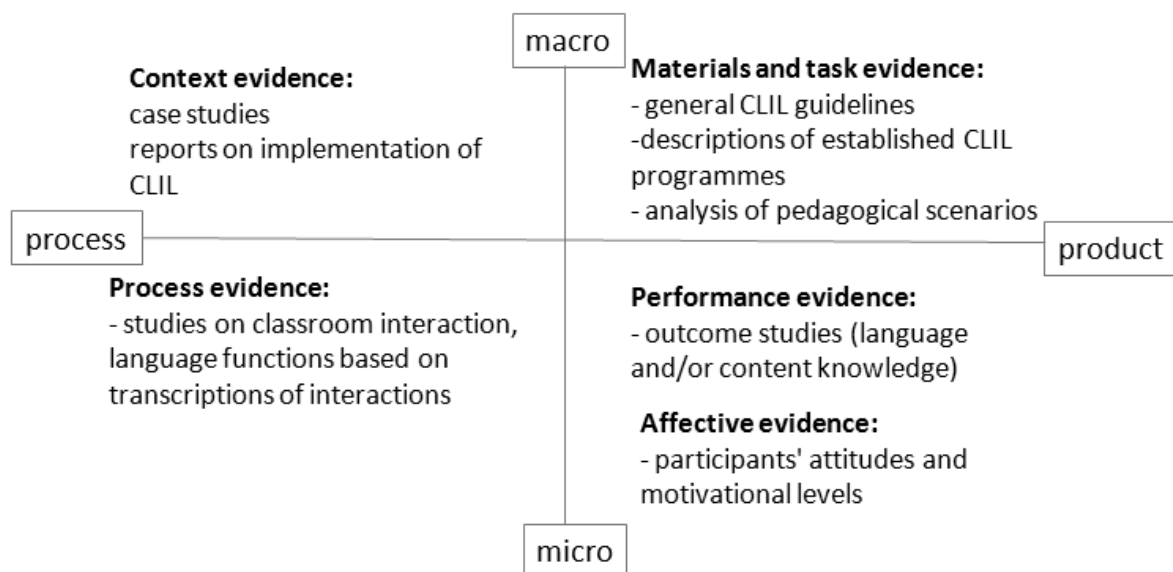 macro
Context evidence:
case studies
reports on implementation of
CLIL
Materials and task evidence:
- general CLIL guidelines
-descriptions of established CLIL
programmes
- analysis of pedagogical scenarios
process
product
Process evidence:
- studies on classroom interaction,
language functions based on
transcriptions of interactions
Performance evidence:
- outcome studies (language
and/or content knowledge)
Affective evidence:
- participants' attitudes and
motivational levels
micro